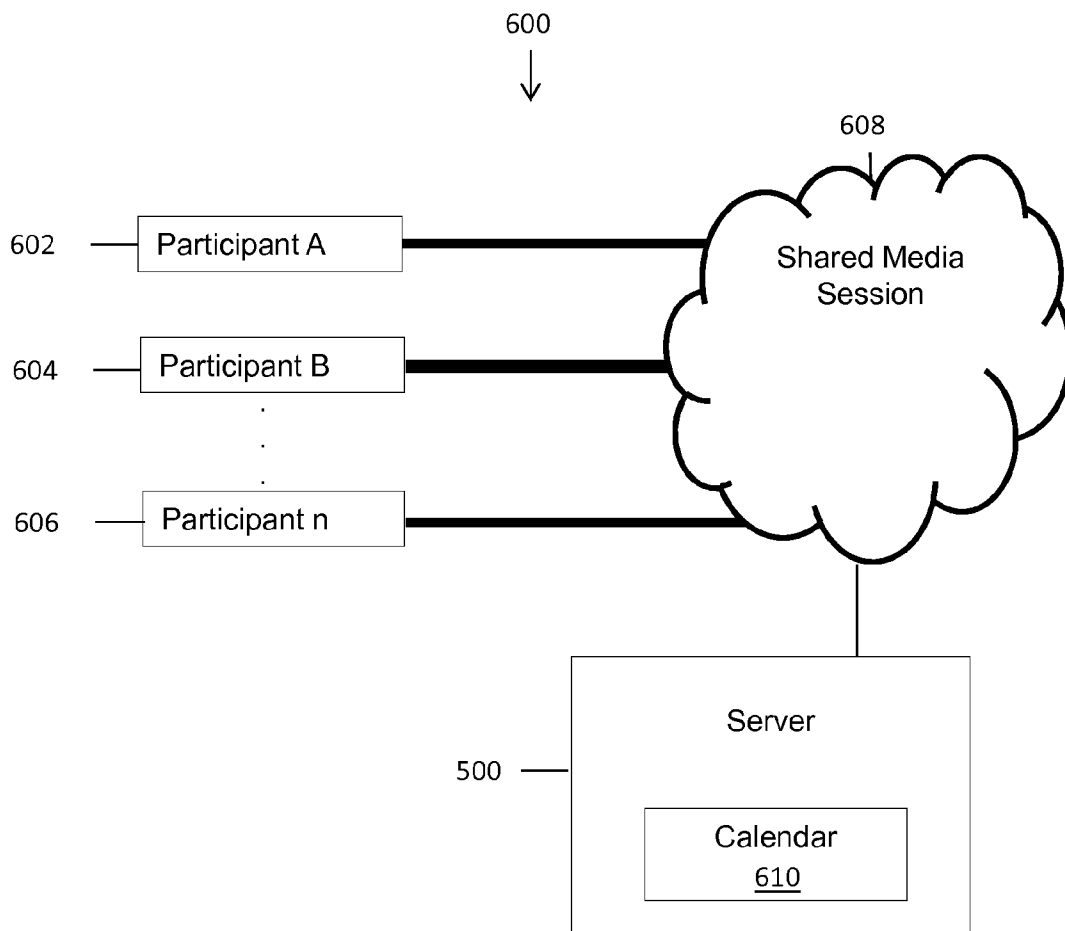 600
608
602
Participant A
Shared Media
Session
604
Participant B
606
Participant n
Server
500
Calendar
610